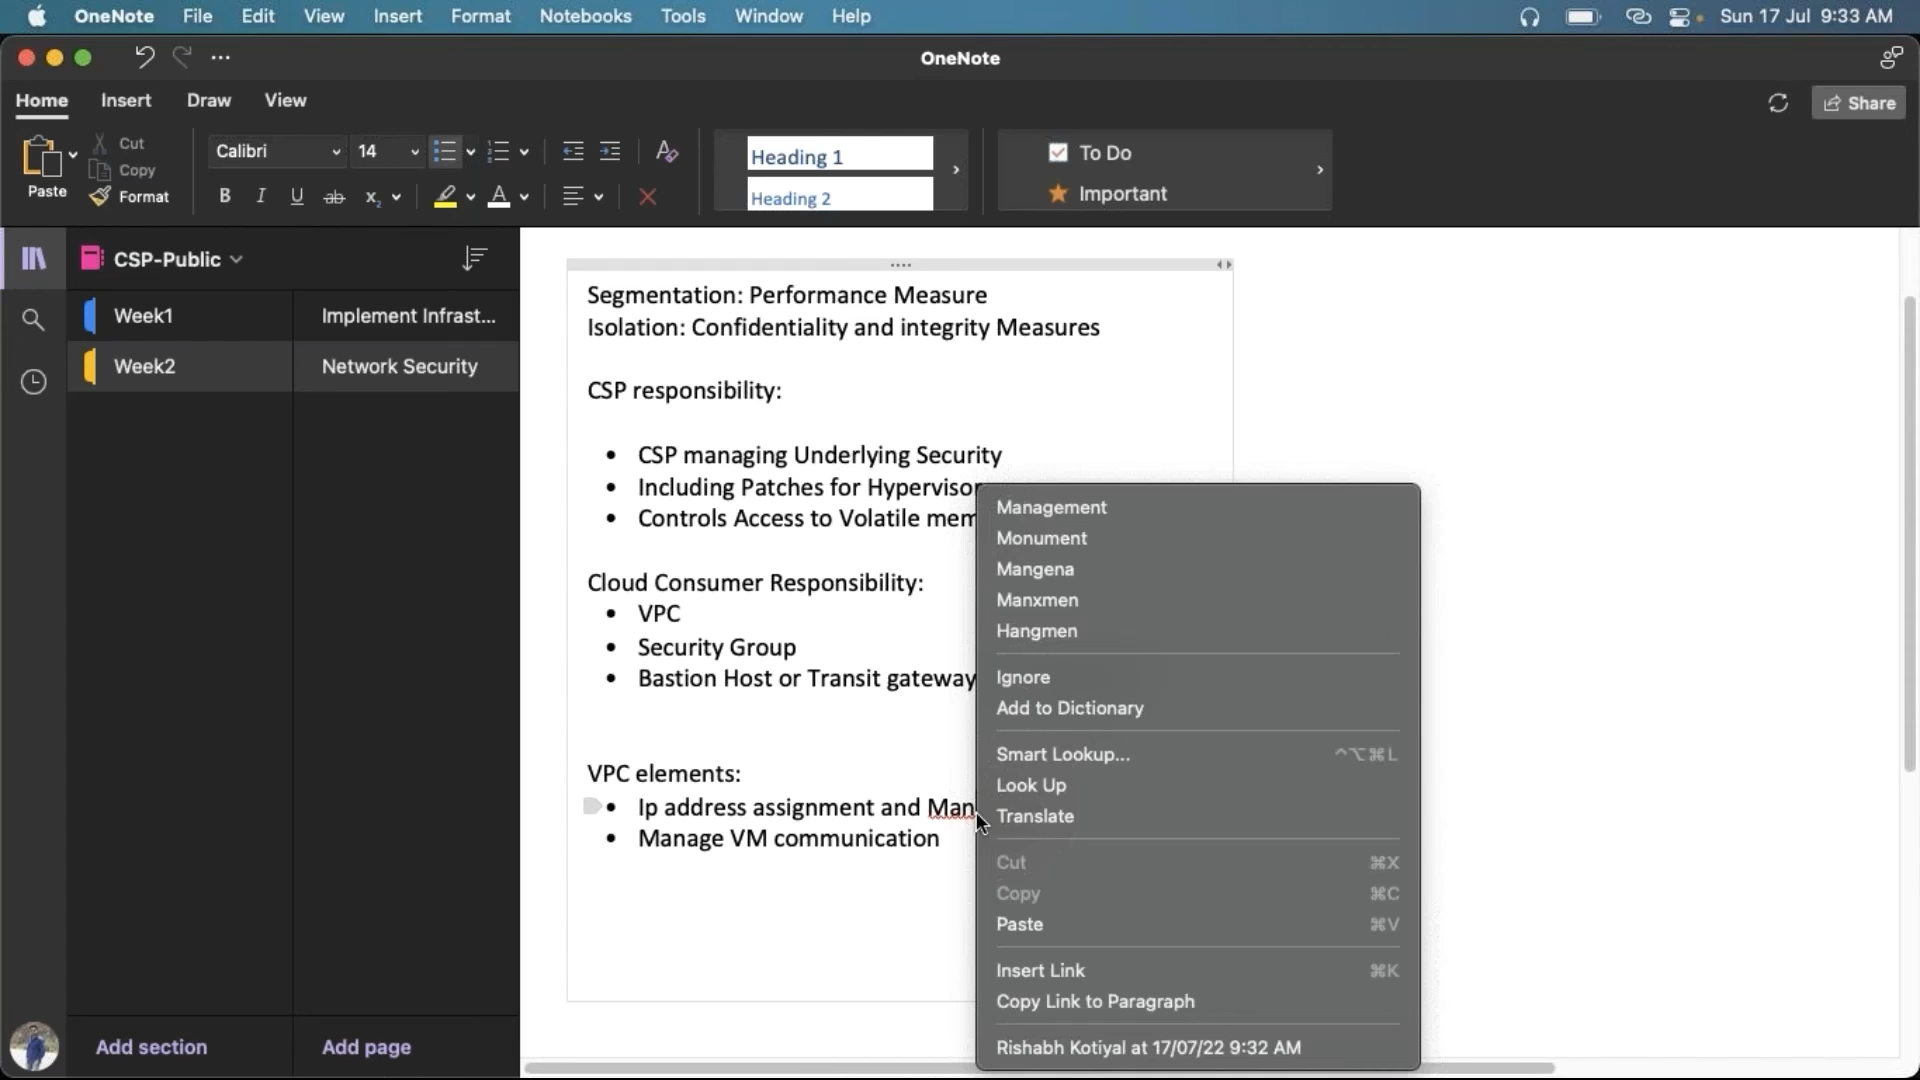 OneNote File Edit View Insert Format Notebooks Tools Window Help Sun 17 Jul 9:33 AM
OneNote
Home Insert Draw View Share
Paste Cut Copy Format
Calibri 14
B I U ab x₂ A
Heading 1
Heading 2
To Do
Important
CSP-Public
Week1 Implement Infrast...
Week2 Network Security
Segmentation: Performance Measure
Isolation: Confidentiality and integrity Measures
CSP responsibility:
• CSP managing Underlying Security
• Including Patches for Hypervisor
• Controls Access to Volatile mem
Cloud Consumer Responsibility:
• VPC
• Security Group
• Bastion Host or Transit gateway
VPC elements:
• Ip address assignment and Man
• Manage VM communication
Management
Monument
Mangena
Manxmen
Hangmen
Ignore
Add to Dictionary
Smart Lookup... ^⌥⌘L
Look Up
Translate
Cut ⌘X
Copy ⌘C
Paste ⌘V
Insert Link ⌘K
Copy Link to Paragraph
Rishabh Kotiyal at 17/07/22 9:32 AM
Add section Add page